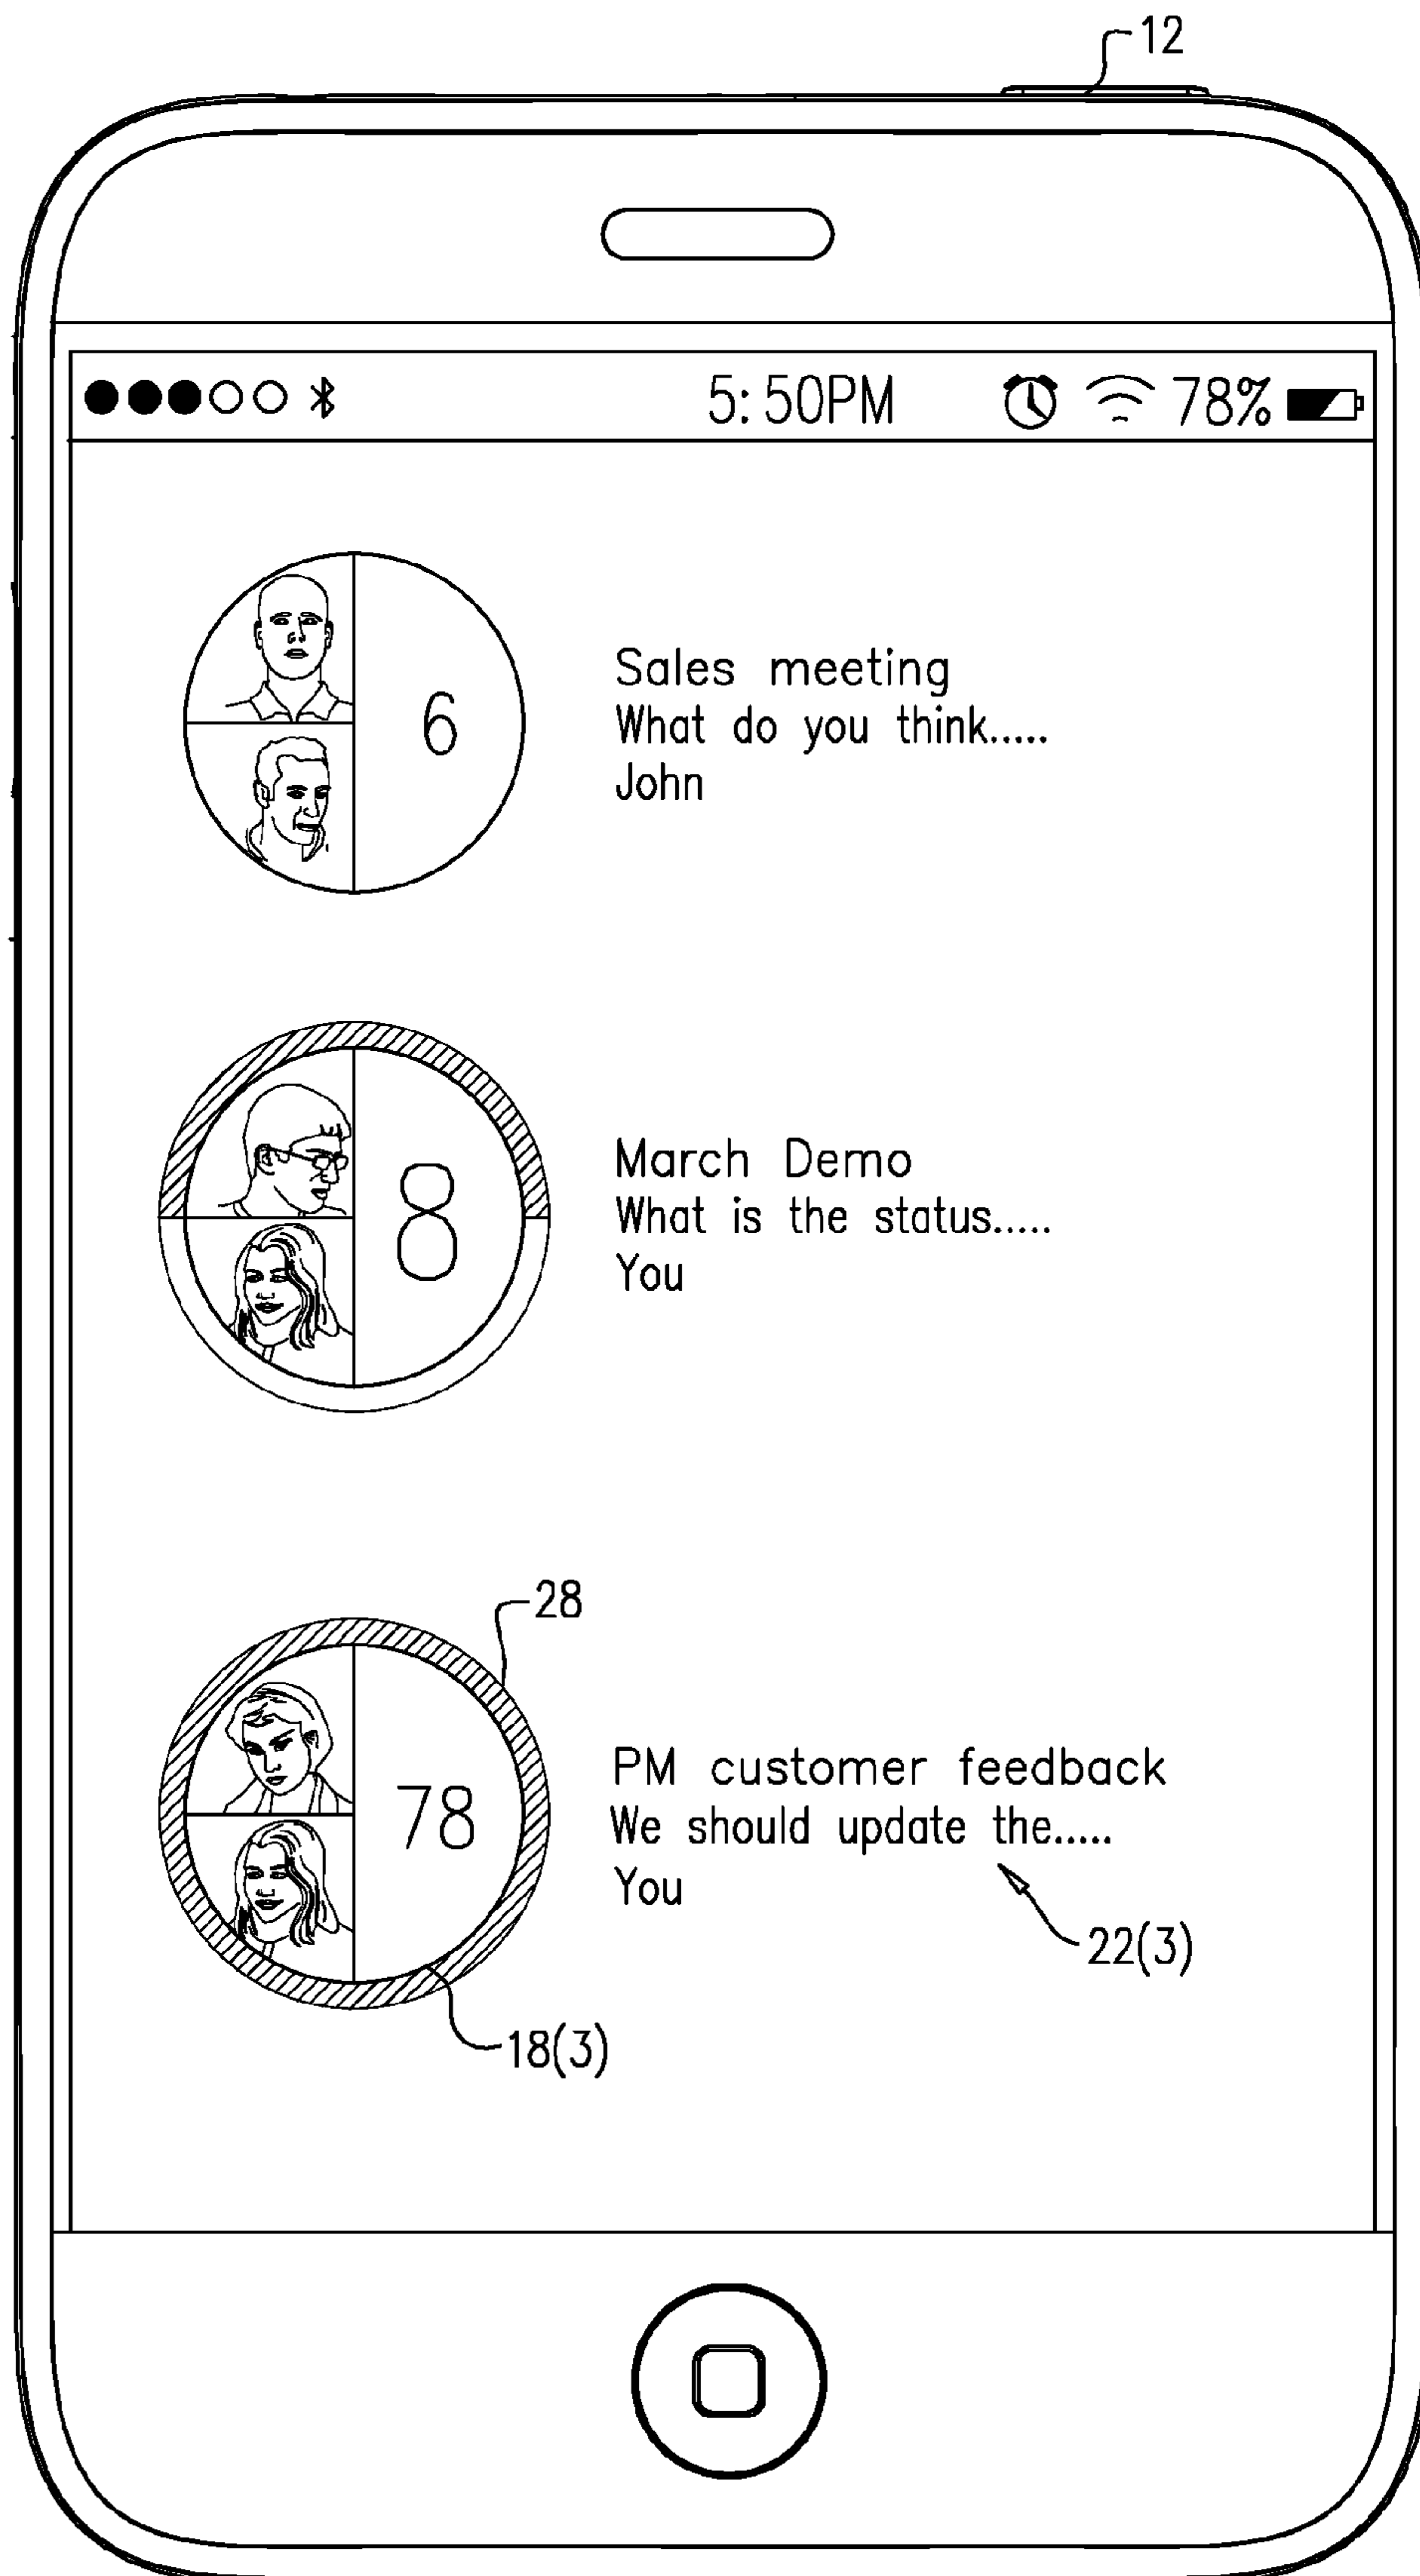 12
5:50PM 78%
6
Sales meeting
What do you think.....
John
8
March Demo
What is the status.....
You
28
78
PM customer feedback
We should update the.....
You
22(3)
18(3)